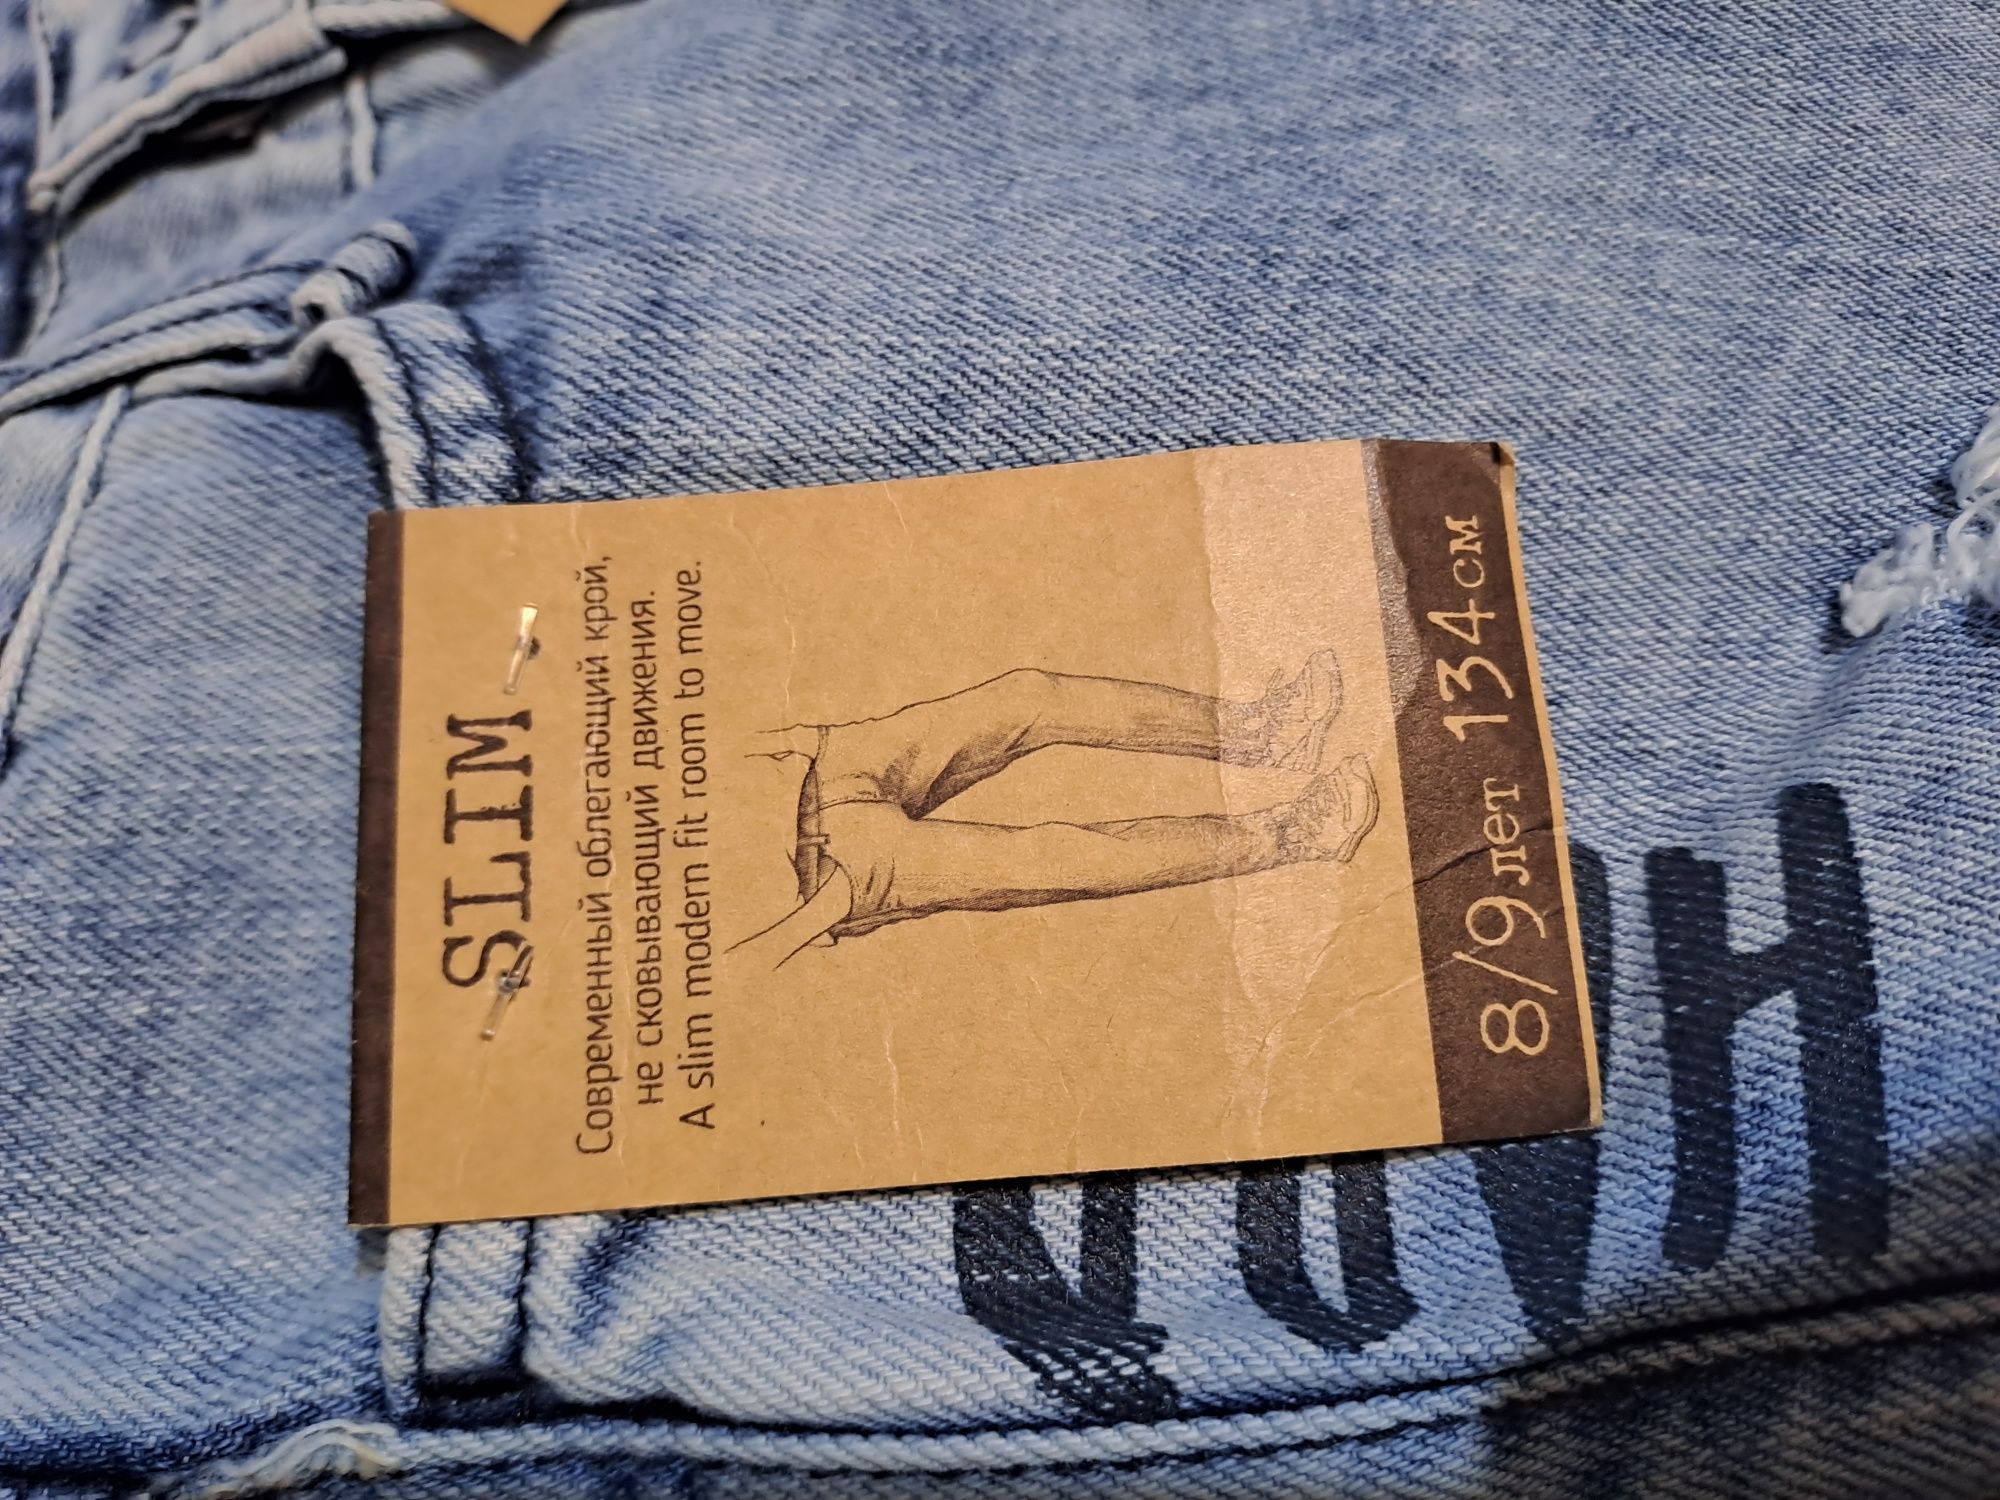 SLIM
Современный облегающий крой,
не сковывающий движения.
A slim modern fit room to move.
8/9 лет 134 см